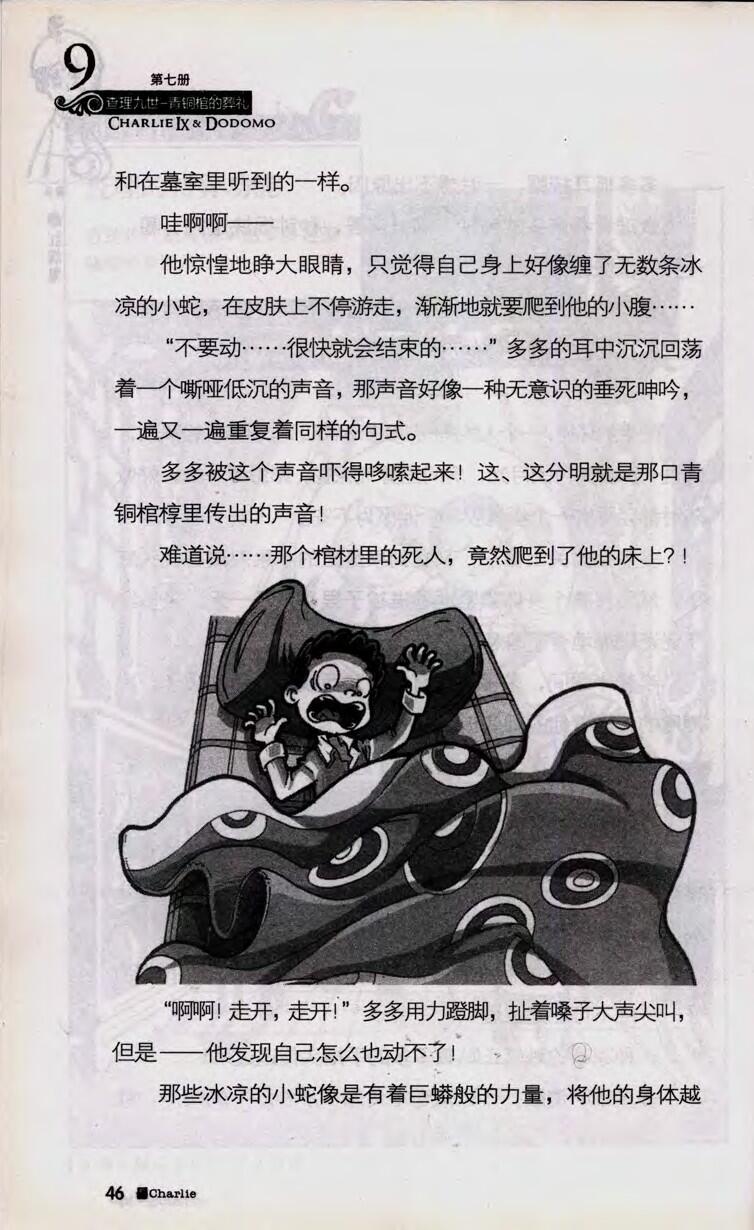 9
第七册
查理九世-青铜棺的葬礼
CHARLIE IX & DODOMO
和在墓室里听到的一样。
哇啊啊——
他惊惶地睁大眼睛，只觉得自己身上好像缠了无数条冰
凉的小蛇，在皮肤上不停游走，渐渐地就要爬到他的小腹……
“不要动……很快就会结束的……”多多的耳中沉沉回荡
着一个嘶哑低沉的声音，那声音好像一种无意识的垂死呻吟，
一遍又一遍重复着同样的句式。
多多被这个声音吓得哆嗦起来！这、这分明就是那口青
铜棺椁里传出的声音！
难道说……那个棺材里的死人，竟然爬到了他的床上？！
“啊啊！走开，走开！”多多用力蹬脚，扯着嗓子大声尖叫，
但是——他发现自己怎么也动不了！
那些冰凉的小蛇像是有着巨蟒般的力量，将他的身体越
46 Charlie